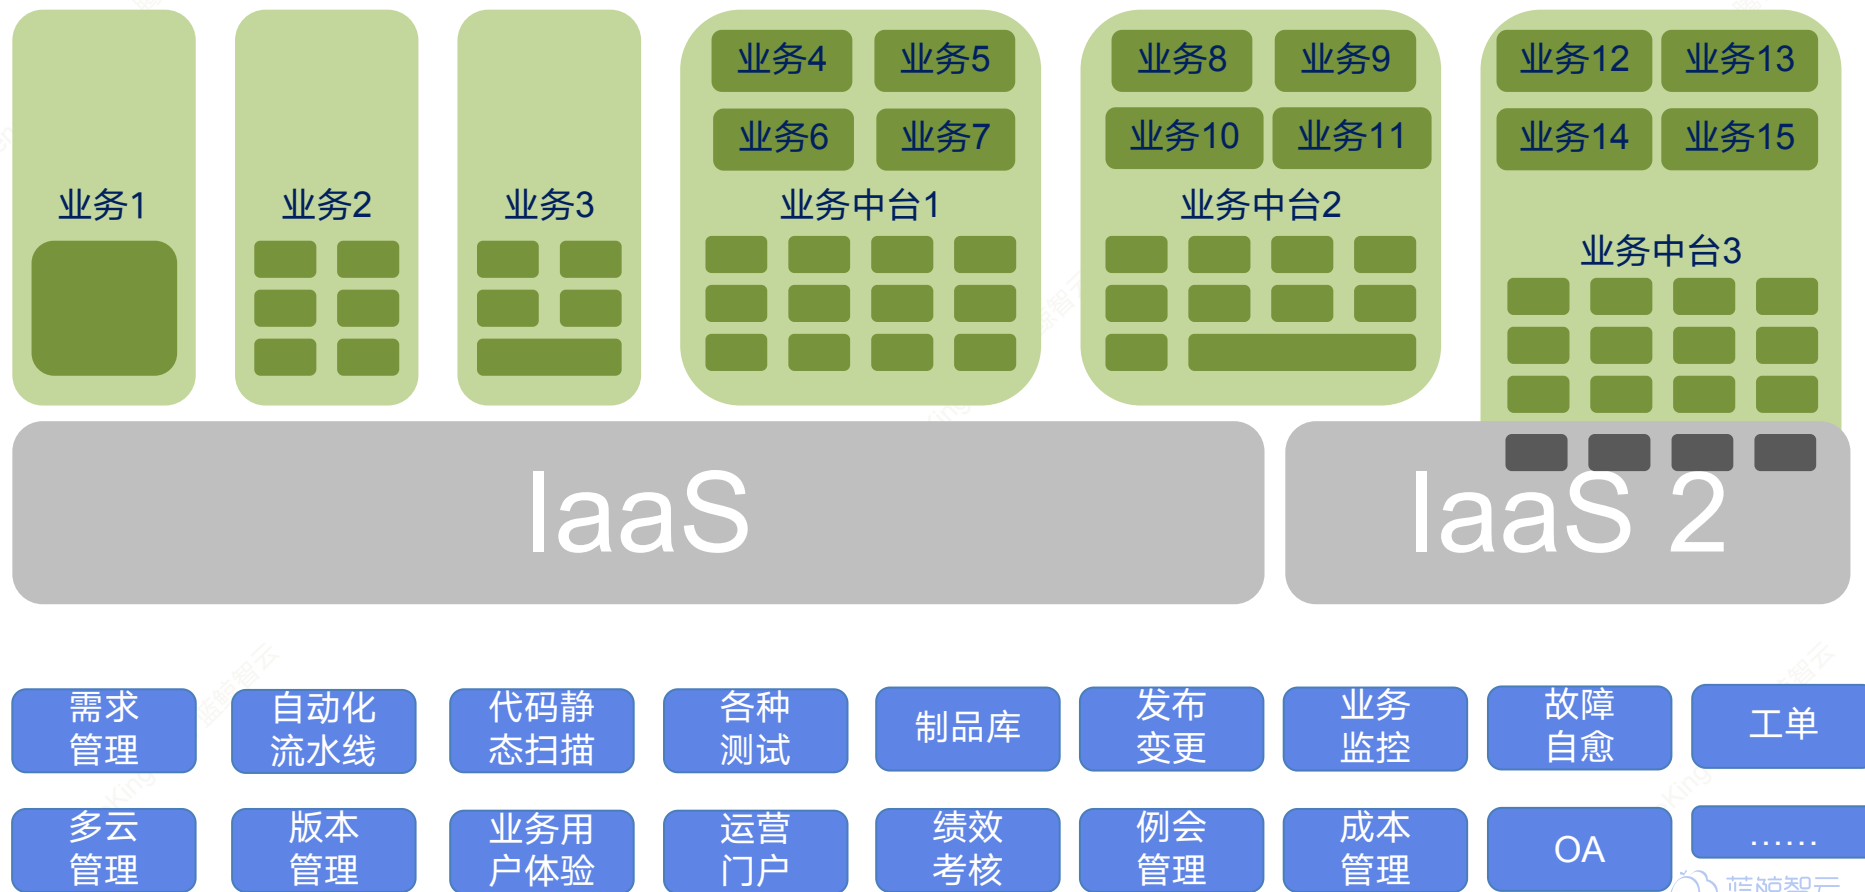 业务4 业务5 业务8 业务9 业务12 业务13
业务6 业务7 业务10 业务11 业务14 业务15
业务1 业务2 业务3 业务中台1 业务中台2
业务中台3
IaaS IaaS 2
需求
管理
自动化
流水线
代码静
态扫描
各种
测试
制品库
发布
变更
业务
监控
故障
自愈
工单
多云
管理
版本
管理
业务用
户体验
运营
门户
绩效
考核
例会
管理
成本
管理
OA
……
蓝鲸智云